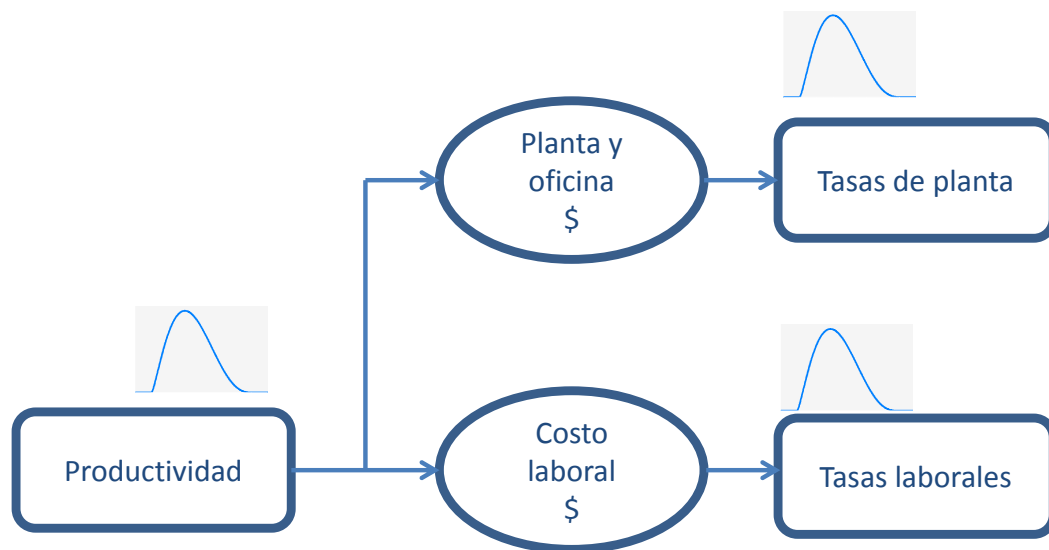 Planta y
oficina
$
Tasas de planta
Productividad
Costo
laboral
$
Tasas laborales